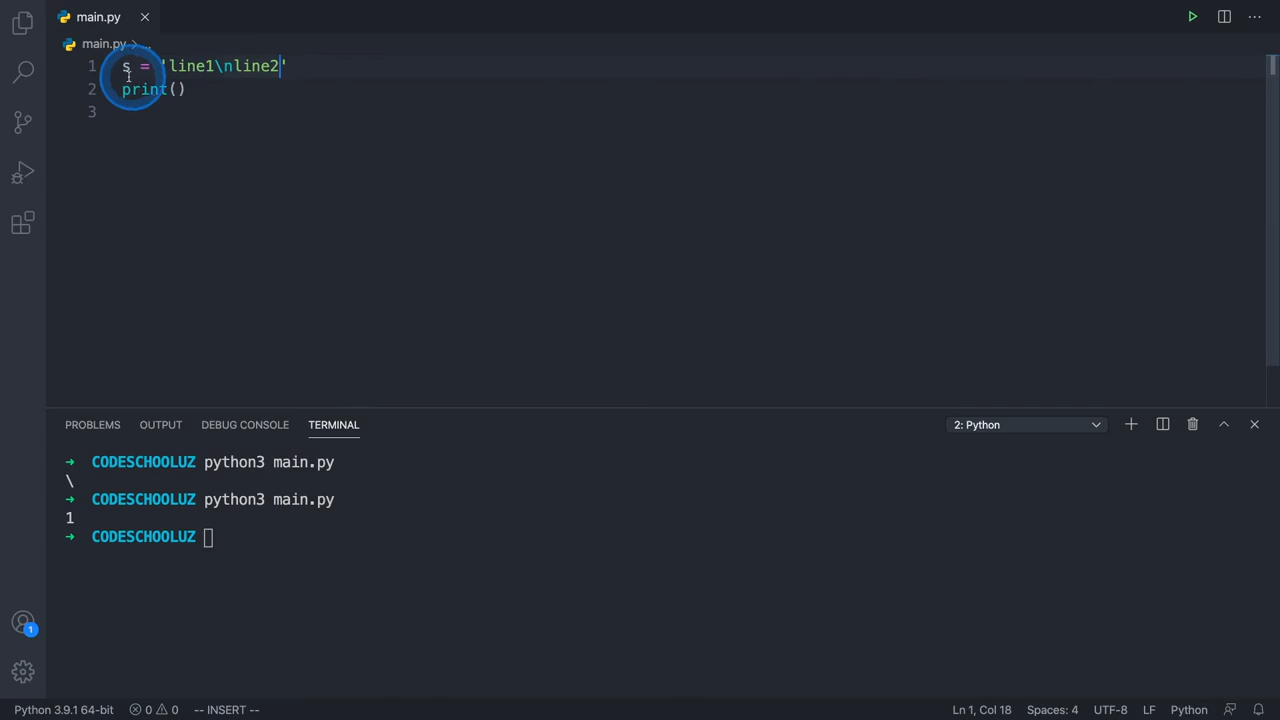 main.py
main.py > ...
1 s = 'line1\nline2'
2 print()
3
PROBLEMS OUTPUT DEBUG CONSOLE TERMINAL 2: Python
→ CODESCHOOLUZ python3 main.py
\
→ CODESCHOOLUZ python3 main.py
1
→ CODESCHOOLUZ
1
Python 3.9.1 64-bit 0 0 -- INSERT -- Ln 1, Col 18 Spaces: 4 UTF-8 LF Python